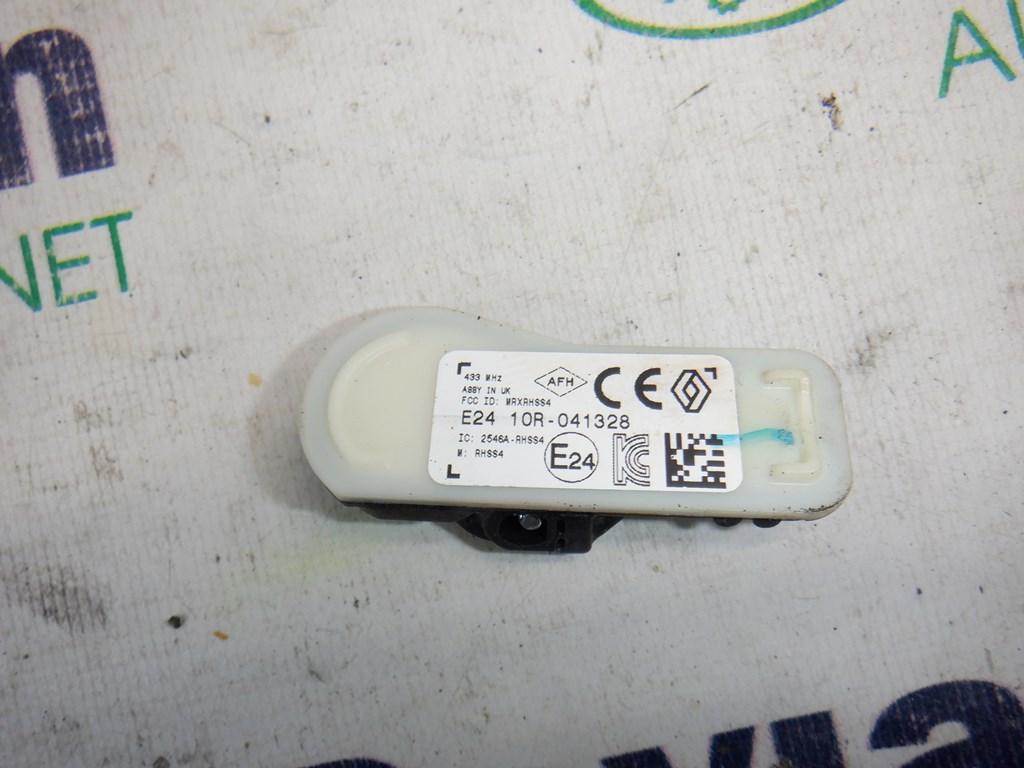 NET
433 MHz
ASSY IN UK
FCC ID: MRXRHSS4
E24 10R-041328
IC: 2546A-RHSS4
M: RHSS4
AFH
CE
E24
KC